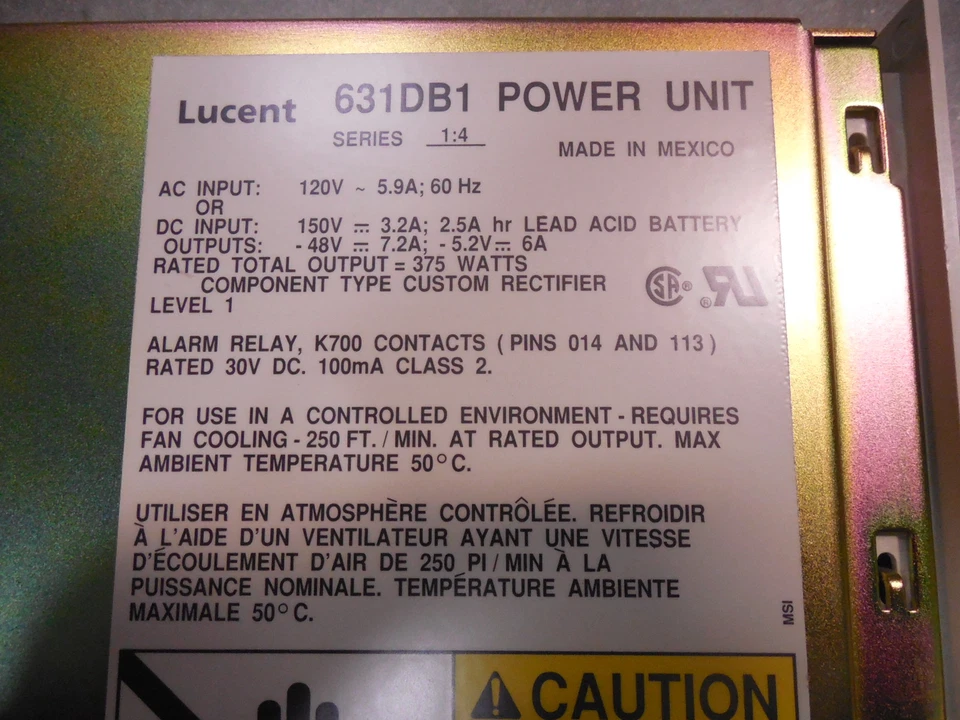 Lucent 631DB1 POWER UNIT
SERIES 1:4
MADE IN MEXICO
AC INPUT: 120V ~ 5.9A; 60 Hz
OR
DC INPUT: 150V ⎓ 3.2A; 2.5A hr LEAD ACID BATTERY
OUTPUTS: - 48V ⎓ 7.2A; - 5.2V ⎓ 6A
RATED TOTAL OUTPUT = 375 WATTS
COMPONENT TYPE CUSTOM RECTIFIER
LEVEL 1
SA ® ® RU
ALARM RELAY, K700 CONTACTS ( PINS 014 AND 113 )
RATED 30V DC. 100mA CLASS 2.
FOR USE IN A CONTROLLED ENVIRONMENT - REQUIRES
FAN COOLING - 250 FT. / MIN. AT RATED OUTPUT. MAX
AMBIENT TEMPERATURE 50° C.
UTILISER EN ATMOSPHÈRE CONTRÔLÉE. REFROIDIR
À L'AIDE D'UN VENTILATEUR AYANT UNE VITESSE
D'ÉCOULEMENT D'AIR DE 250 PI / MIN À LA
PUISSANCE NOMINALE. TEMPÉRATURE AMBIENTE
MAXIMALE 50° C.
MSI
CAUTION